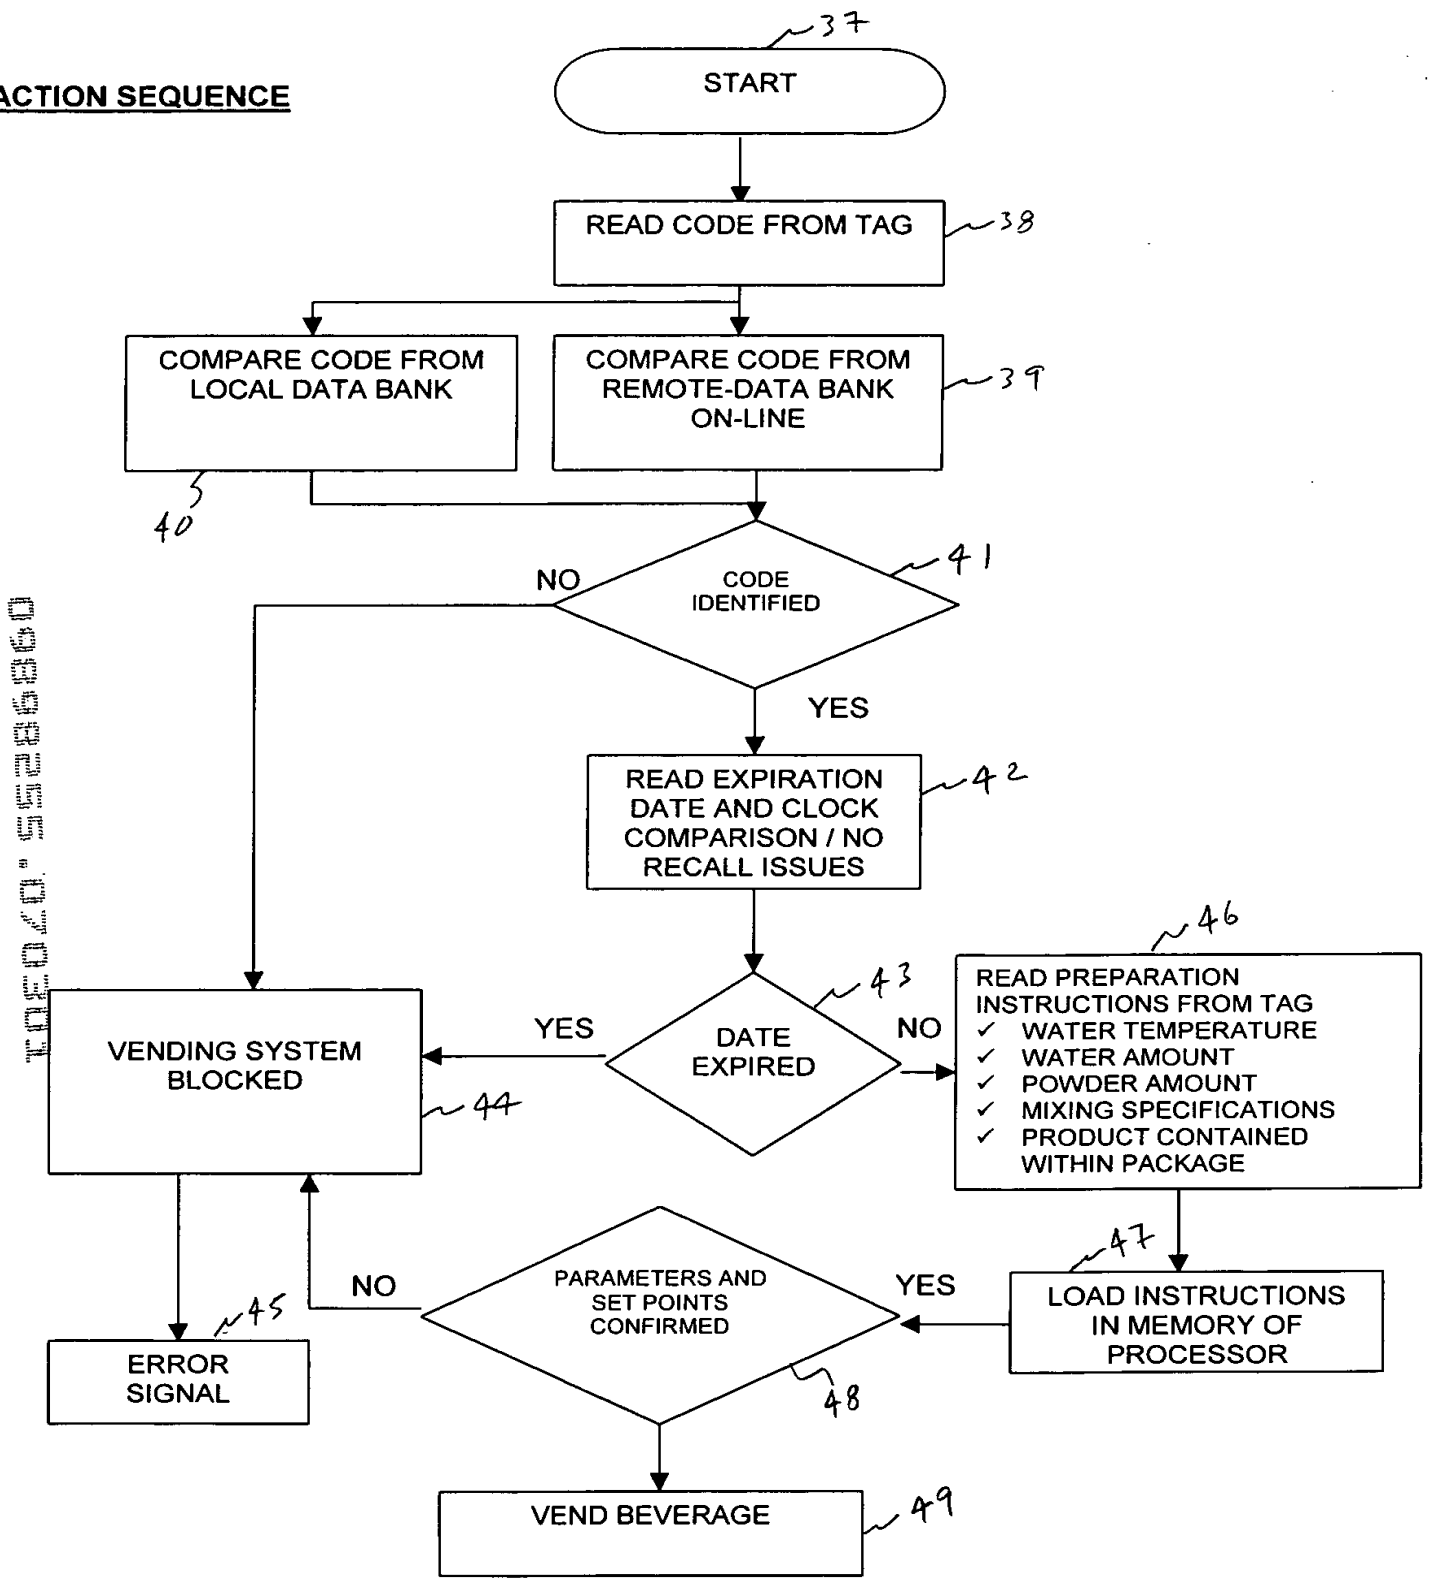 ACTION SEQUENCE
37
START
READ CODE FROM TAG
38
COMPARE CODE FROM
LOCAL DATA BANK
40
COMPARE CODE FROM
REMOTE-DATA BANK
ON-LINE
39
CODE
IDENTIFIED
41
NO
YES
READ EXPIRATION
DATE AND CLOCK
COMPARISON / NO
RECALL ISSUES
42
DATE
EXPIRED
43
YES
NO
VENDING SYSTEM
BLOCKED
44
46
READ PREPARATION
INSTRUCTIONS FROM TAG
✓ WATER TEMPERATURE
✓ WATER AMOUNT
✓ POWDER AMOUNT
✓ MIXING SPECIFICATIONS
✓ PRODUCT CONTAINED
WITHIN PACKAGE
47
LOAD INSTRUCTIONS
IN MEMORY OF
PROCESSOR
YES
PARAMETERS AND
SET POINTS
CONFIRMED
48
NO
45
ERROR
SIGNAL
VEND BEVERAGE
49
09898255.070301